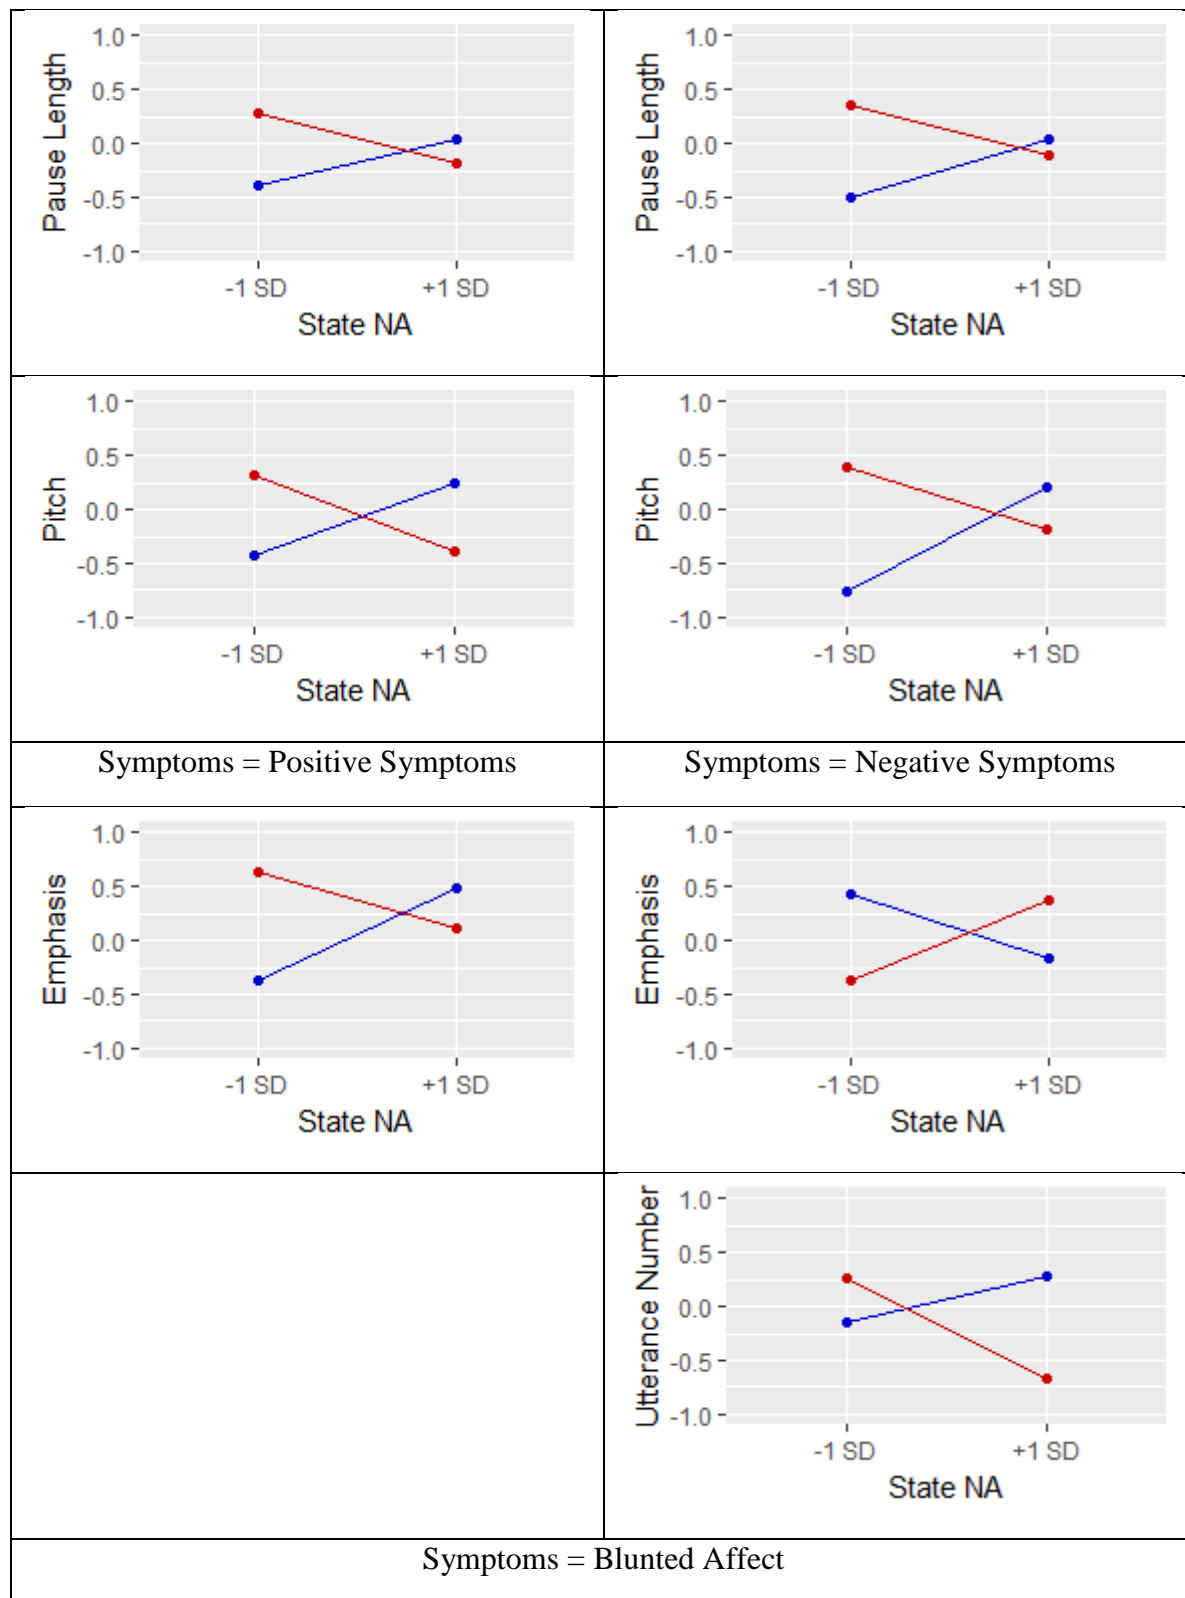 Pause Length
1.0
0.5
0.0
-0.5
-1.0
-1 SD +1 SD
State NA
Pause Length
1.0
0.5
0.0
-0.5
-1.0
-1 SD +1 SD
State NA
Pitch
1.0
0.5
0.0
-0.5
-1.0
-1 SD +1 SD
State NA
Pitch
1.0
0.5
0.0
-0.5
-1.0
-1 SD +1 SD
State NA
Symptoms = Positive Symptoms
Symptoms = Negative Symptoms
Emphasis
1.0
0.5
0.0
-0.5
-1.0
-1 SD +1 SD
State NA
Emphasis
1.0
0.5
0.0
-0.5
-1.0
-1 SD +1 SD
State NA
Utterance Number
1.0
0.5
0.0
-0.5
-1.0
-1 SD +1 SD
State NA
Symptoms = Blunted Affect